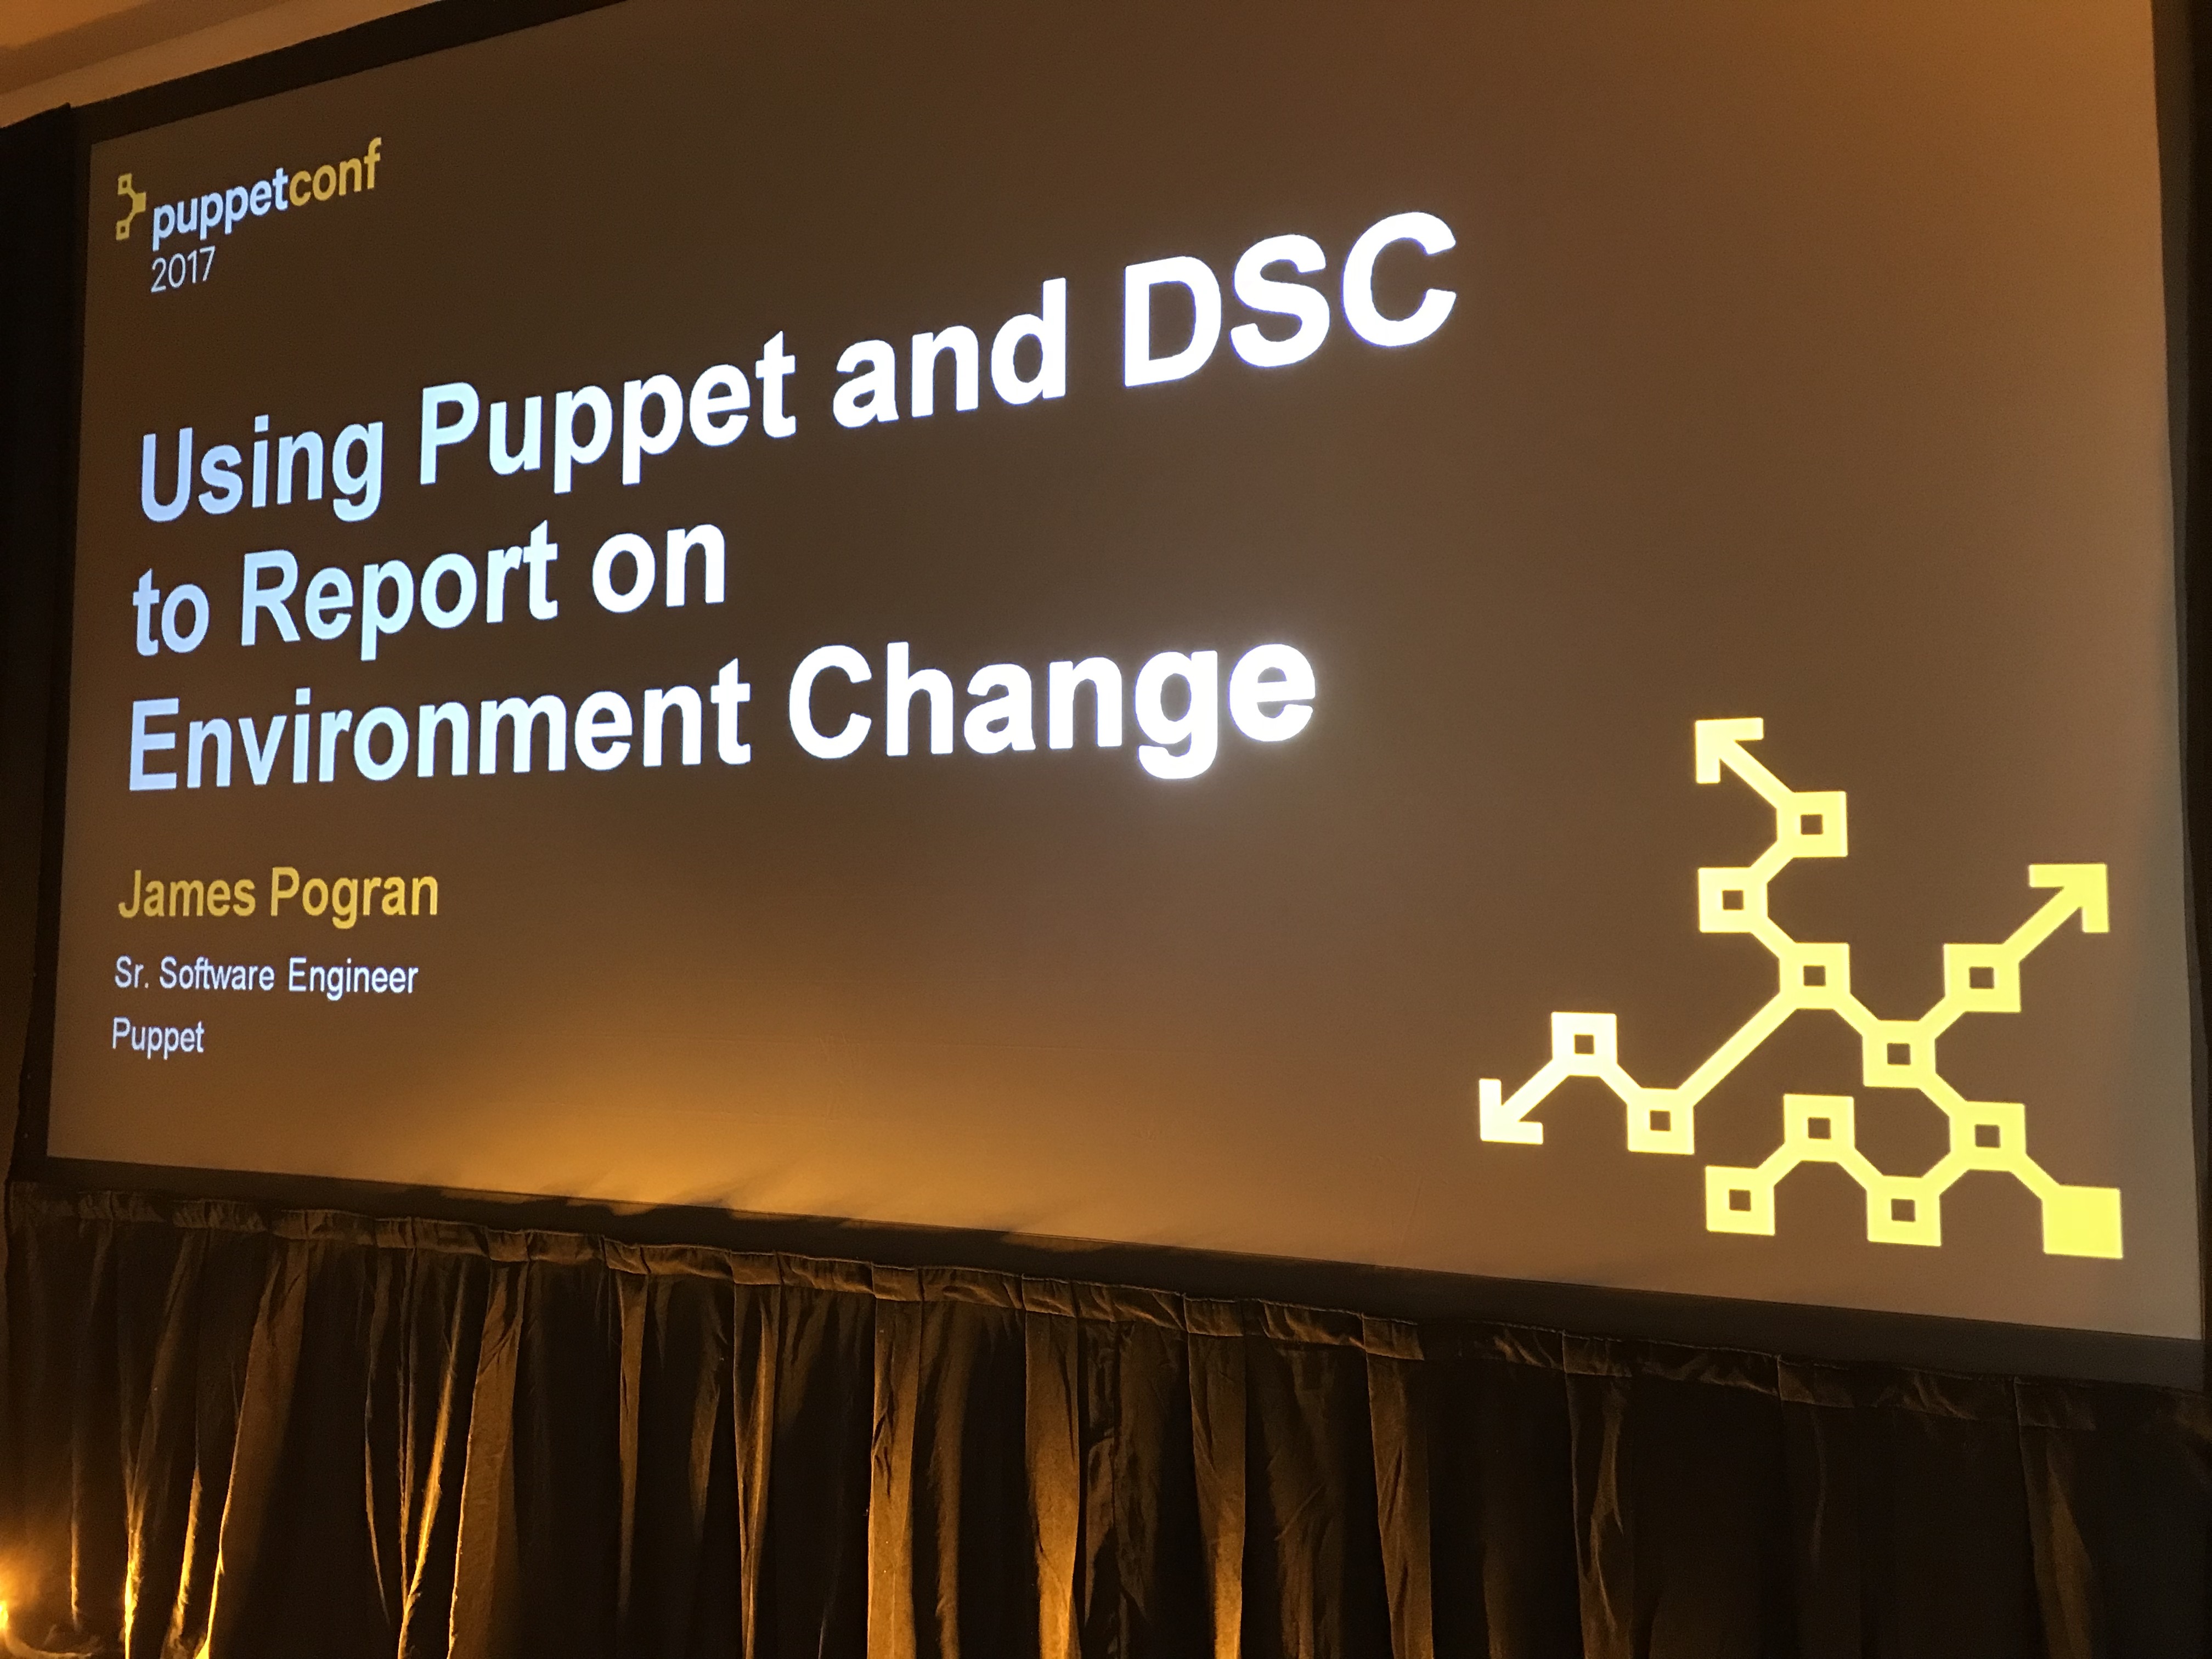 puppetconf
2017
Using Puppet and DSC
to Report on
Environment Change
James Pogran
Sr. Software Engineer
Puppet